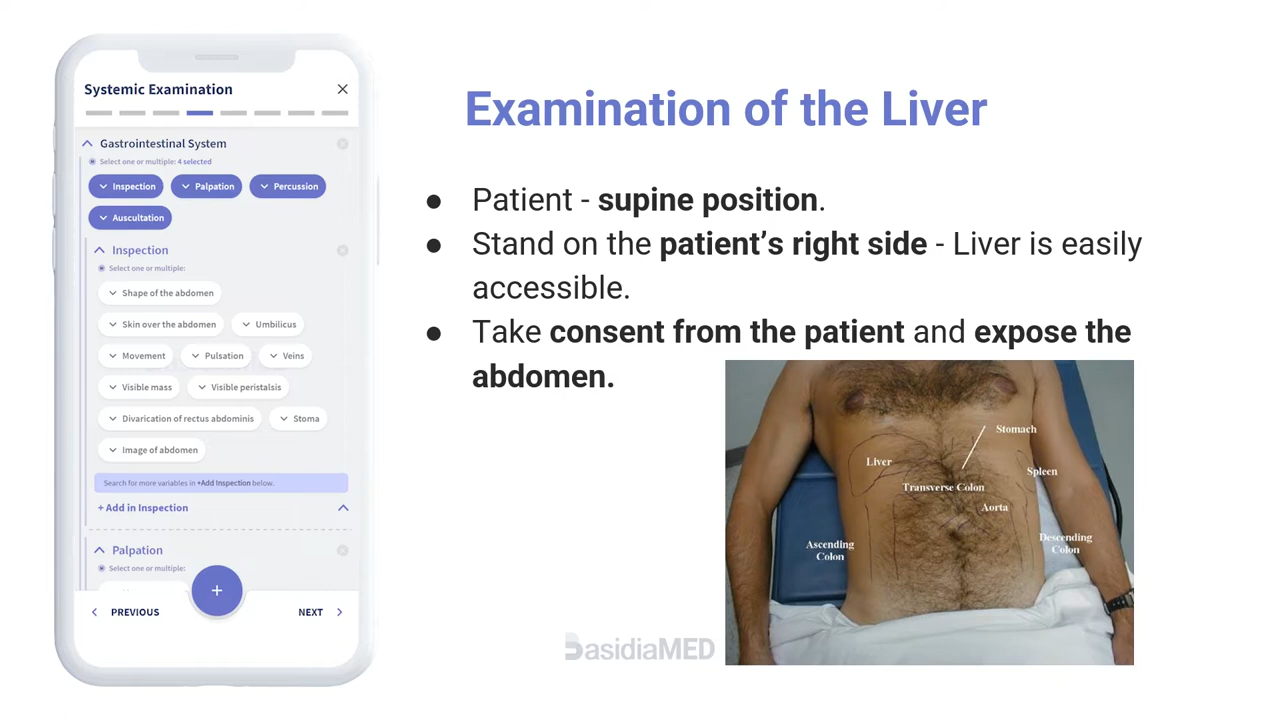 Systemic Examination
Gastrointestinal System
Select one or multiple: 4 selected
Inspection
Palpation
Percussion
Auscultation
Inspection
Select one or multiple:
Shape of the abdomen
Skin over the abdomen
Umbilicus
Movement
Pulsation
Veins
Visible mass
Visible peristalsis
Divarication of rectus abdominis
Stoma
Image of abdomen
Search for more variables in +Add Inspection below.
+ Add in Inspection
Palpation
Select one or multiple:
+
PREVIOUS
NEXT
Examination of the Liver
● Patient - supine position.
● Stand on the patient’s right side - Liver is easily
accessible.
● Take consent from the patient and expose the
abdomen.
Stomach
Liver
Spleen
Transverse Colon
Aorta
Ascending
Colon
Descending
Colon
BasidiaMED